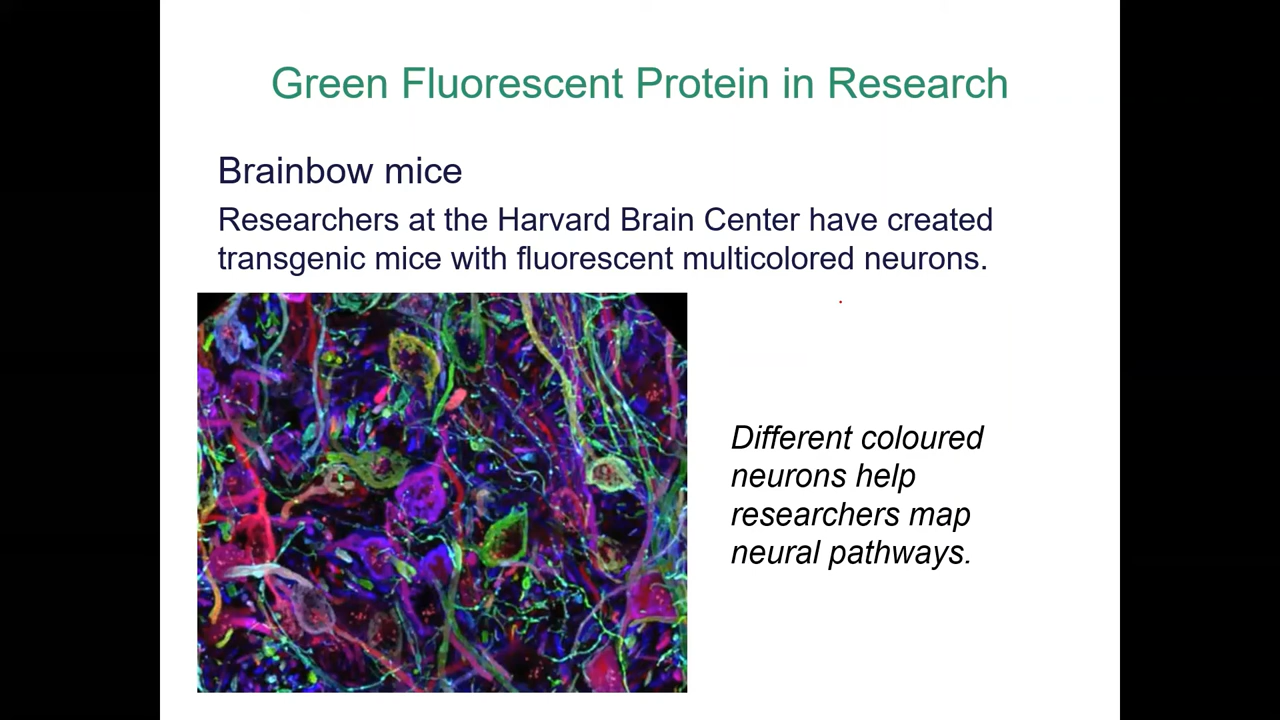 Green Fluorescent Protein in Research
Brainbow mice
Researchers at the Harvard Brain Center have created
transgenic mice with fluorescent multicolored neurons.
Different coloured
neurons help
researchers map
neural pathways.